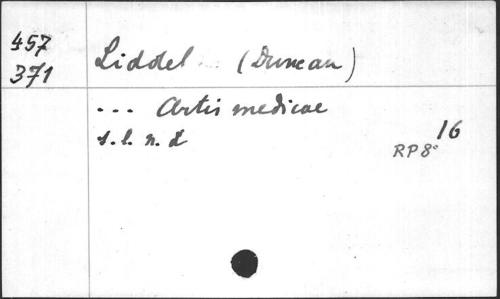 457
371
Liddel (Duncan)
... Artis medicae
s.l. n.d
16
RP 8°